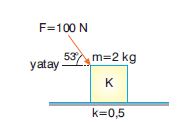 F=100 N
53° m=2 kg
yatay
K
k=0,5